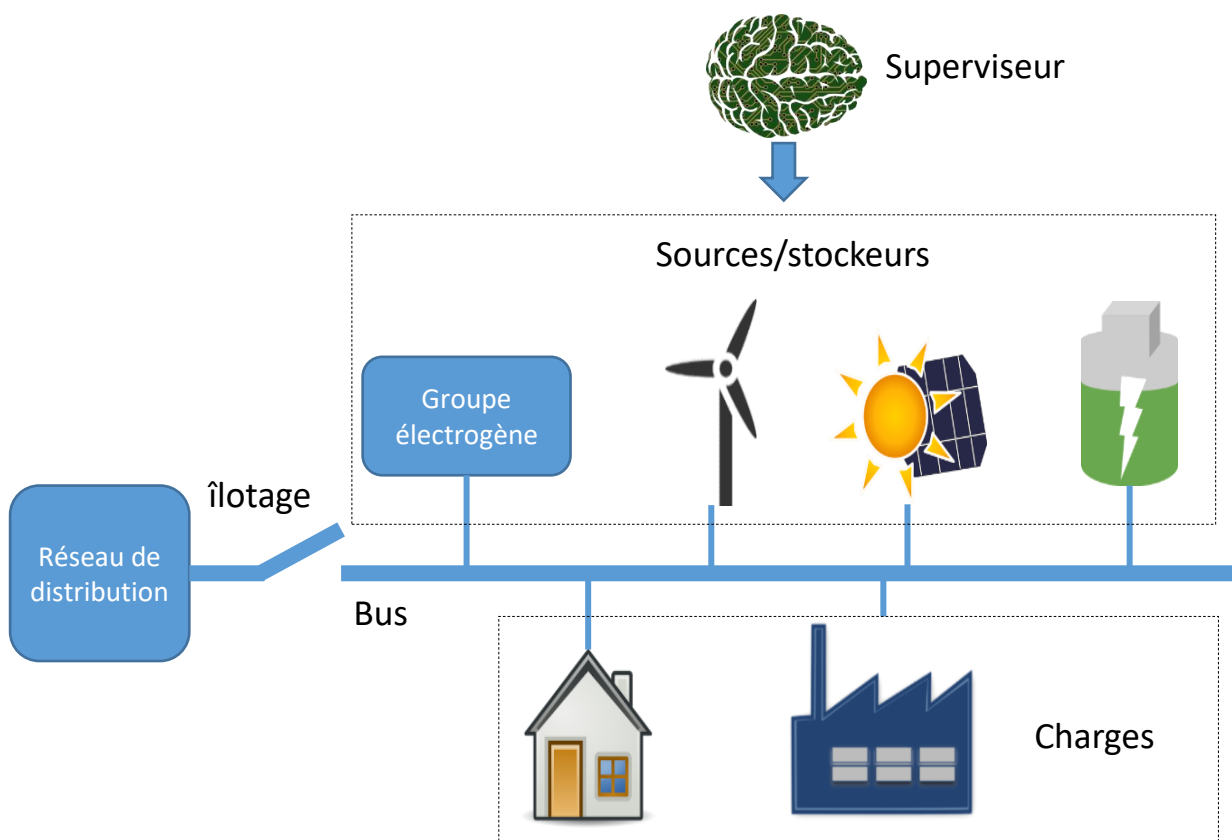 Superviseur
Sources/stockeurs
Groupe
électrogène
îlotage
Réseau de
distribution
Bus
Charges